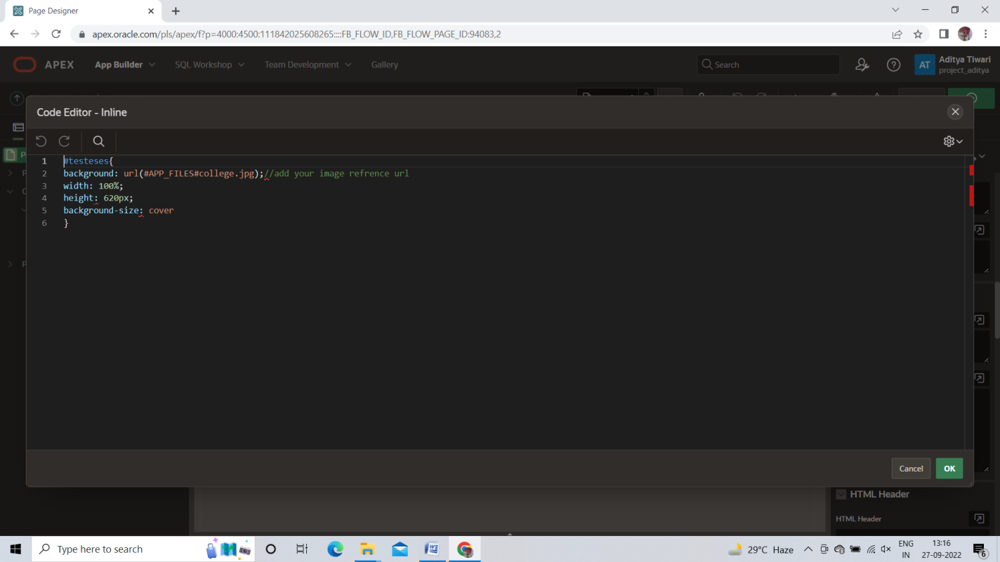 Page Designer
apex.oracle.com/pls/apex/f?p=4000:4500:111842025608265::::FB_FLOW_ID,FB_FLOW_PAGE_ID:94083,2
APEX App Builder SQL Workshop Team Development Gallery Search AT Aditya Tiwari
project_aditya
Code Editor - Inline
1 #testeses{
2 background: url(#APP_FILES#college.jpg);//add your image refrence url
3 width: 100%;
4 height: 620px;
5 background-size: cover
6 }
Cancel OK
HTML Header
HTML Header
Type here to search 29°C Haze ENG 13:16
IN 27-09-2022 6